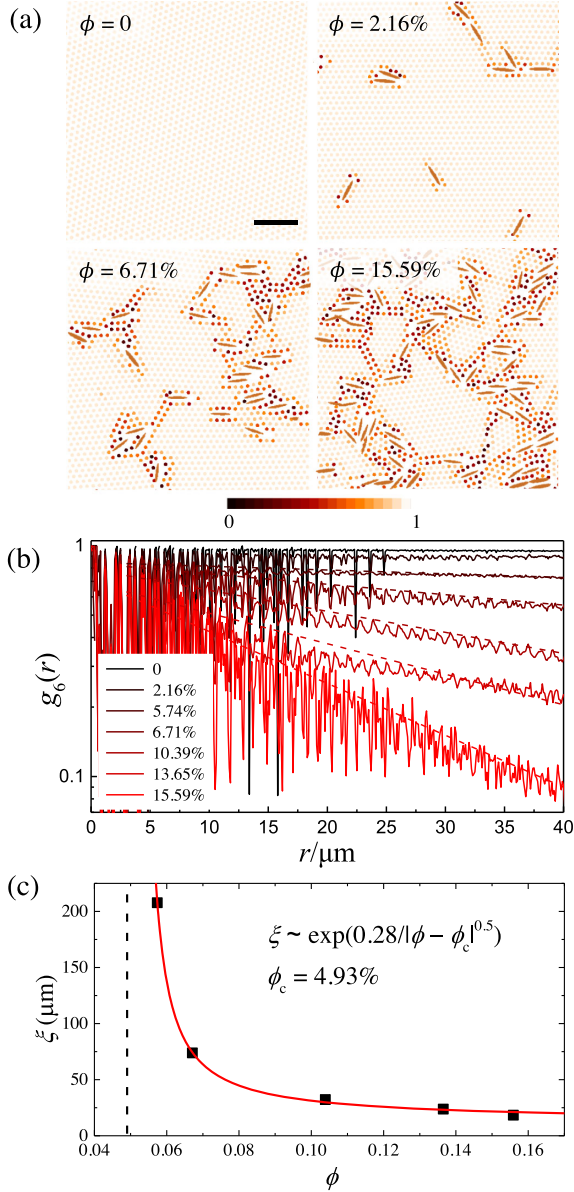 (a)
ϕ = 0
ϕ = 2.16%
ϕ = 6.71%
ϕ = 15.59%
0 1
(b)
1
0.1
g₆(r)
0
2.16%
5.74%
6.71%
10.39%
13.65%
15.59%
0 5 10 15 20 25 30 35 40
r/μm
(c)
200
150
100
50
0
ξ (μm)
ξ ~ exp(0.28/|ϕ − ϕc|^0.5)
ϕc = 4.93%
0.04 0.06 0.08 0.10 0.12 0.14 0.16
ϕ